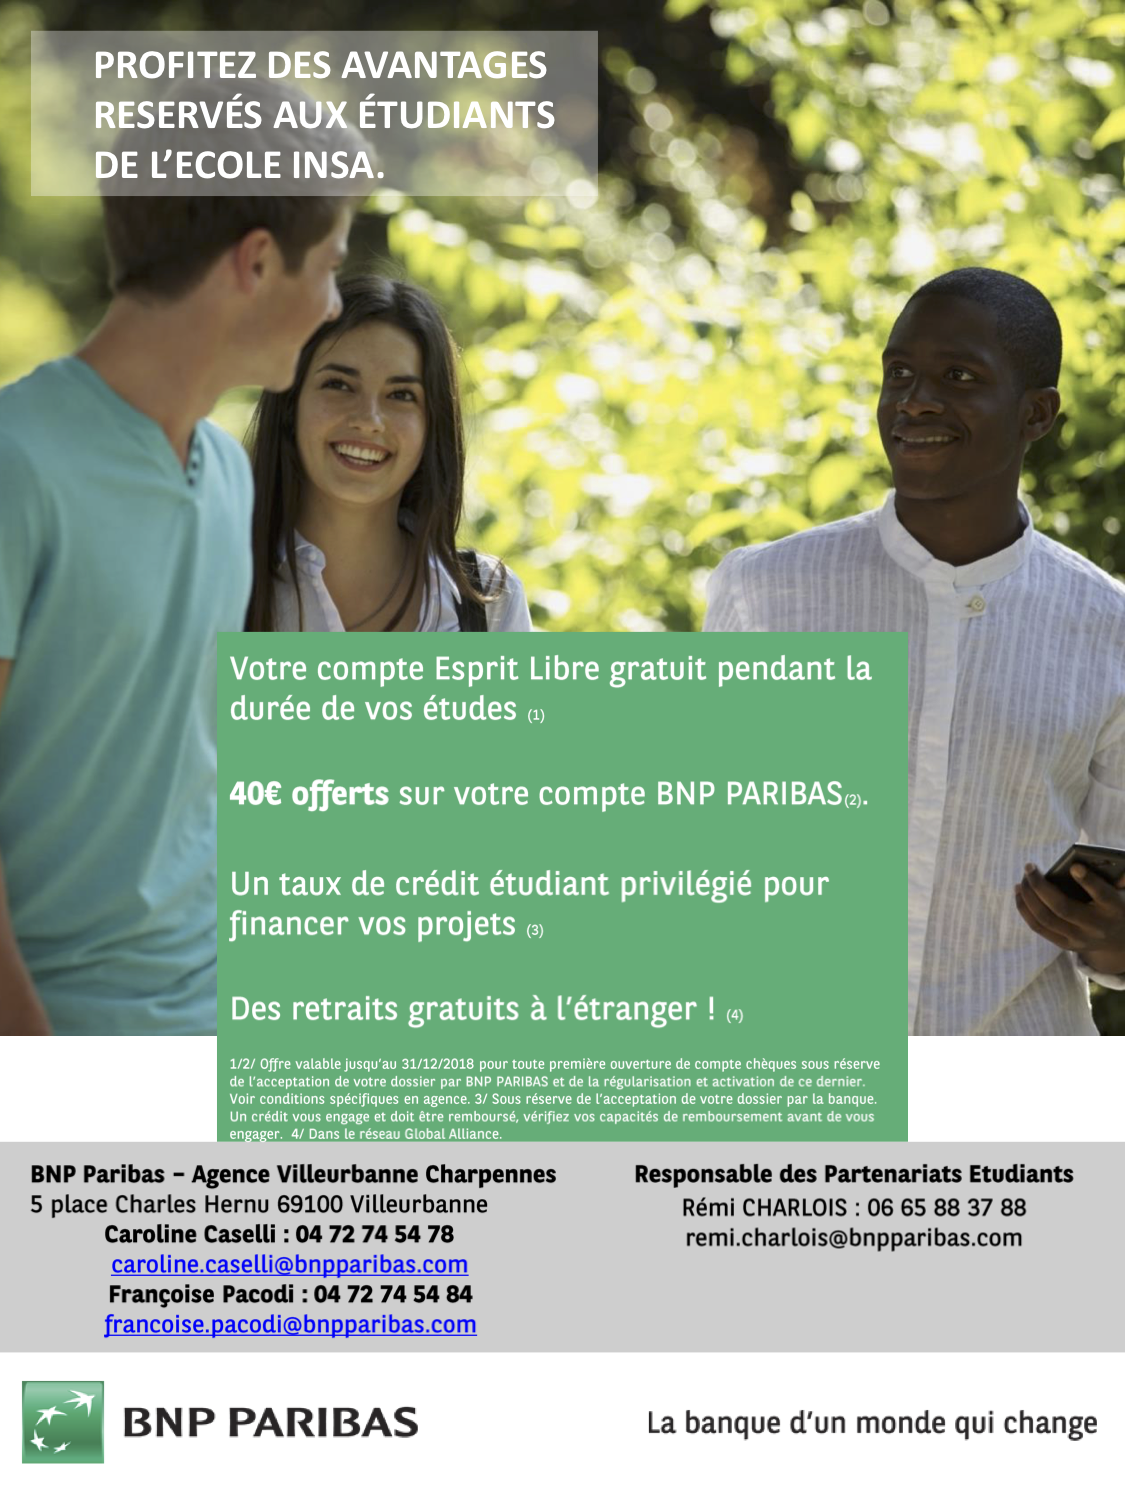 PROFITEZ DES AVANTAGES
RESERVÉS AUX ÉTUDIANTS
DE L'ECOLE INSA.
Votre compte Esprit Libre gratuit pendant la
durée de vos études (1)
40€ offerts sur votre compte BNP PARIBAS(2).
Un taux de crédit étudiant privilégié pour
financer vos projets (3)
Des retraits gratuits à l'étranger ! (4)
1/2/ Offre valable jusqu'au 31/12/2018 pour toute première ouverture de compte chèques sous réserve
de l'acceptation de votre dossier par BNP PARIBAS et de la régularisation et activation de ce dernier.
Voir conditions spécifiques en agence. 3/ Sous réserve de l'acceptation de votre dossier par la banque.
Un crédit vous engage et doit être remboursé, vérifiez vos capacités de remboursement avant de vous
engager. 4/ Dans le réseau Global Alliance.
BNP Paribas – Agence Villeurbanne Charpennes
5 place Charles Hernu 69100 Villeurbanne
Caroline Caselli : 04 72 74 54 78
caroline.caselli@bnpparibas.com
Françoise Pacodi : 04 72 74 54 84
francoise.pacodi@bnpparibas.com
Responsable des Partenariats Etudiants
Rémi CHARLOIS : 06 65 88 37 88
remi.charlois@bnpparibas.com
BNP PARIBAS
La banque d'un monde qui change